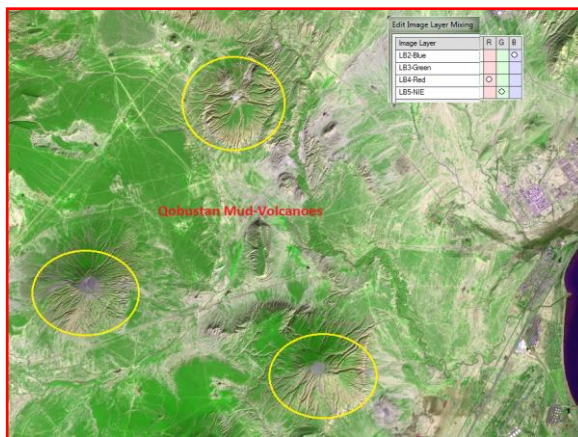 Edit Image Layer Mixing
Image Layer R G B
LB2-Blue
LB3-Green
LB4-Red
LB5-NIE
Qobustan Mud-Volcanoes